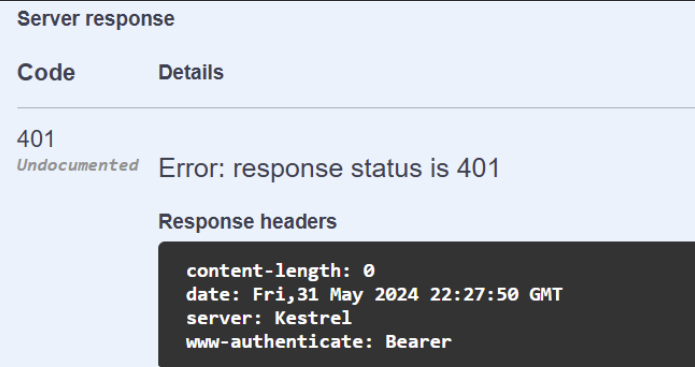 Server response
Code Details
401
Undocumented
Error: response status is 401
Response headers
content-length: 0
date: Fri,31 May 2024 22:27:50 GMT
server: Kestrel
www-authenticate: Bearer